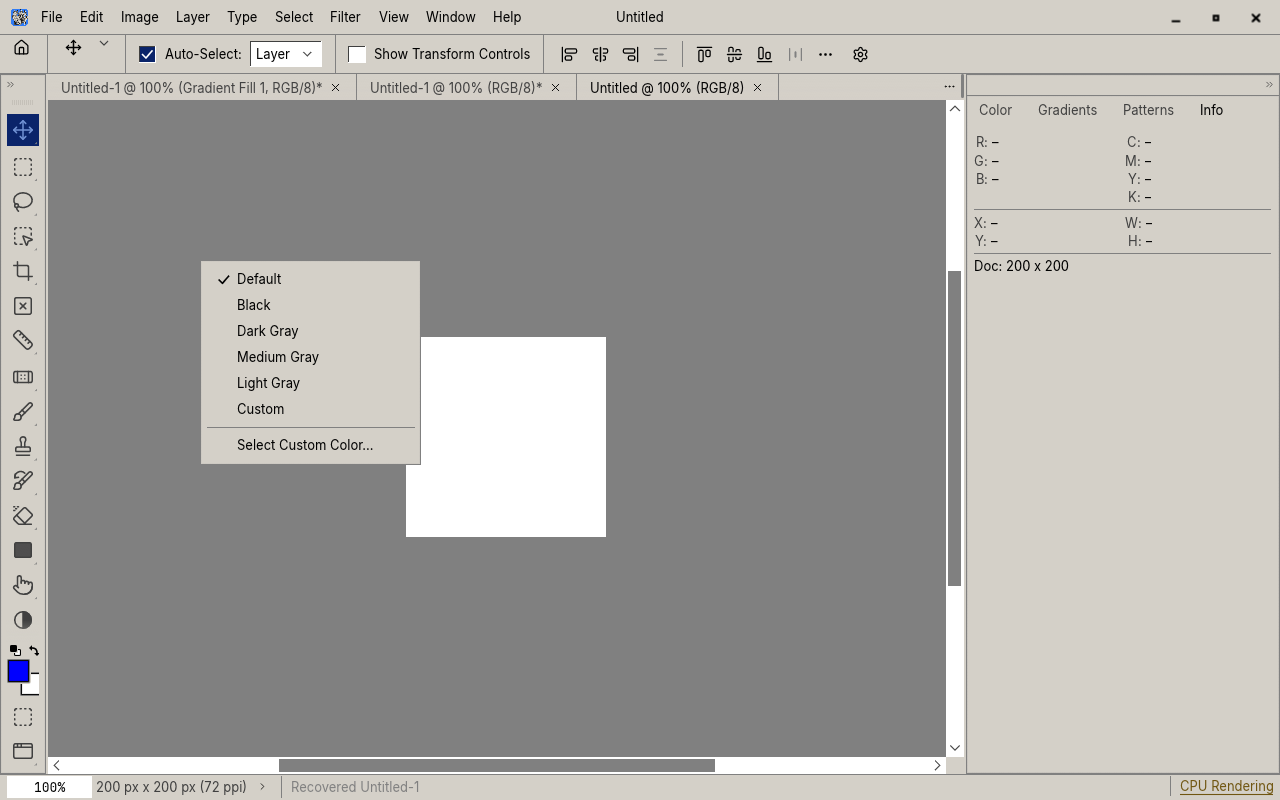 File Edit Image Layer Type Select Filter View Window Help Untitled
Auto-Select: Layer Show Transform Controls
Untitled-1 @ 100% (Gradient Fill 1, RGB/8)* Untitled-1 @ 100% (RGB/8)* Untitled @ 100% (RGB/8)
Color Gradients Patterns Info
R: – C: –
G: – M: –
B: – Y: –
K: –
X: – W: –
Y: – H: –
Doc: 200 x 200
Default
Black
Dark Gray
Medium Gray
Light Gray
Custom
Select Custom Color...
100% 200 px x 200 px (72 ppi) Recovered Untitled-1 CPU Rendering